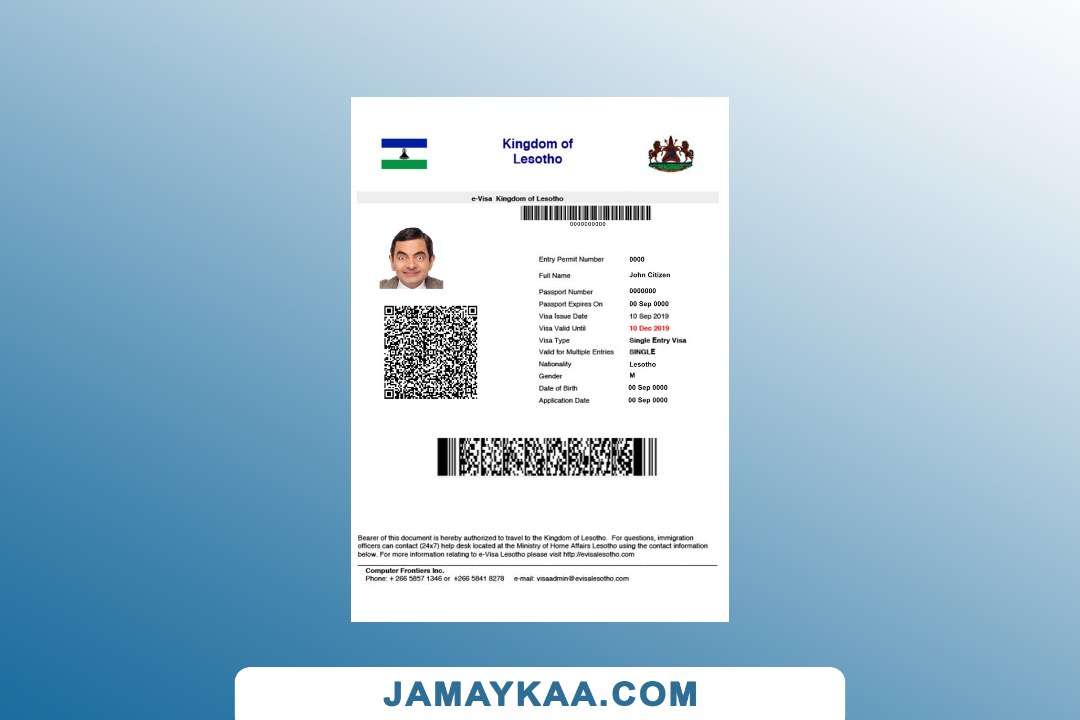 Kingdom of
Lesotho
e-Visa Kingdom of Lesotho
0000000000
Entry Permit Number 0000
Full Name John Citizen
Passport Number 0000000
Passport Expires On 00 Sep 0000
Visa Issue Date 10 Sep 2019
Visa Valid Until 10 Dec 2019
Visa Type Single Entry Visa
Valid for Multiple Entries SINGLE
Nationality Lesotho
Gender M
Date of Birth 00 Sep 0000
Application Date 00 Sep 0000
Bearer of this document is hereby authorized to travel to the Kingdom of Lesotho. For questions, immigration
officers can contact (24x7) help desk located at the Ministry of Home Affairs Lesotho using the contact information
below. For more information relating to e-Visa Lesotho please visit http://evisalesotho.com
Computer Frontiers Inc.
Phone: + 266 5857 1346 or +266 5841 8278 e-mail: visaadmin@evisalesotho.com
JAMAYKAA.COM